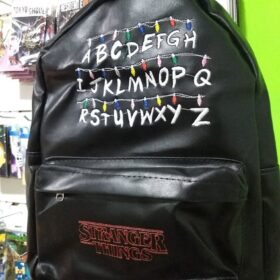 ABCDEFGH
IJKLMNOP Q
RSTUVWXY Z
STRANGER
THINGS